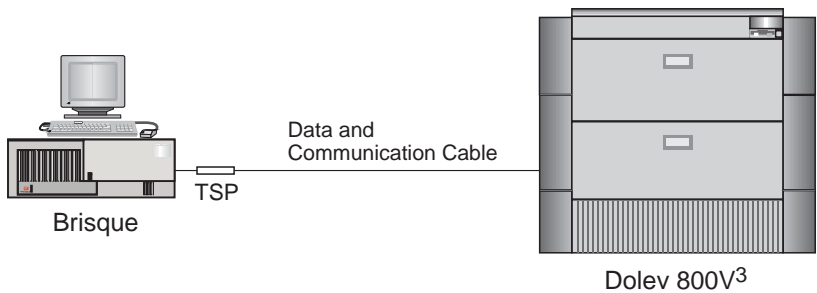 Data and
Communication Cable
TSP
Brisque
Dolev 800V3